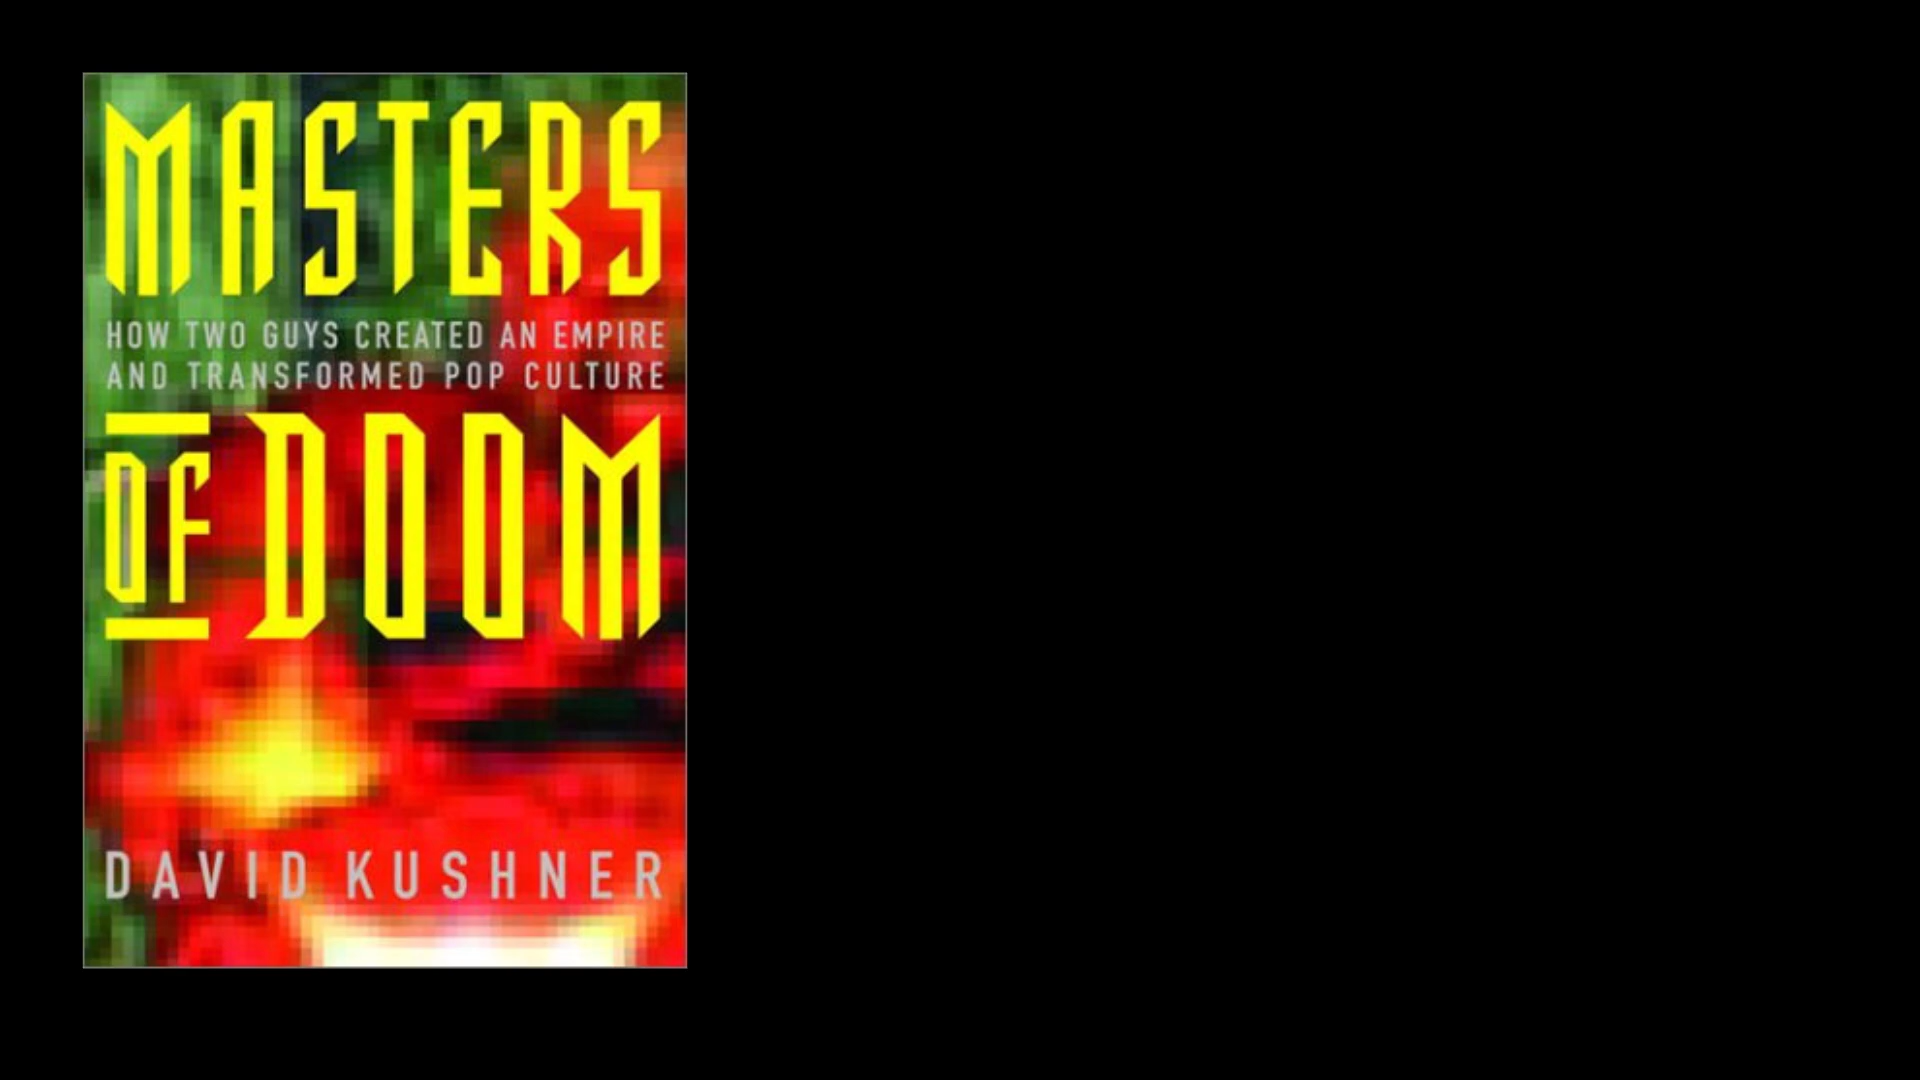 MASTERS
HOW TWO GUYS CREATED AN EMPIRE
AND TRANSFORMED POP CULTURE
OF DOOM
DAVID KUSHNER